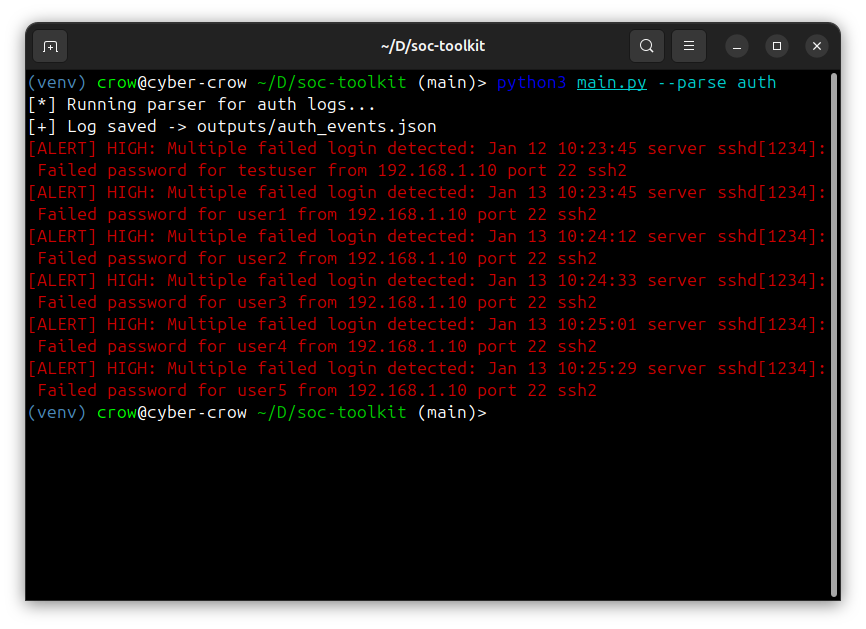 ~/D/soc-toolkit
(venv) crow@cyber-crow ~/D/soc-toolkit (main)> python3 main.py --parse auth
[*] Running parser for auth logs...
[+] Log saved -> outputs/auth_events.json
[ALERT] HIGH: Multiple failed login detected: Jan 12 10:23:45 server sshd[1234]:
 Failed password for testuser from 192.168.1.10 port 22 ssh2
[ALERT] HIGH: Multiple failed login detected: Jan 13 10:23:45 server sshd[1234]:
 Failed password for user1 from 192.168.1.10 port 22 ssh2
[ALERT] HIGH: Multiple failed login detected: Jan 13 10:24:12 server sshd[1234]:
 Failed password for user2 from 192.168.1.10 port 22 ssh2
[ALERT] HIGH: Multiple failed login detected: Jan 13 10:24:33 server sshd[1234]:
 Failed password for user3 from 192.168.1.10 port 22 ssh2
[ALERT] HIGH: Multiple failed login detected: Jan 13 10:25:01 server sshd[1234]:
 Failed password for user4 from 192.168.1.10 port 22 ssh2
[ALERT] HIGH: Multiple failed login detected: Jan 13 10:25:29 server sshd[1234]:
 Failed password for user5 from 192.168.1.10 port 22 ssh2
(venv) crow@cyber-crow ~/D/soc-toolkit (main)>